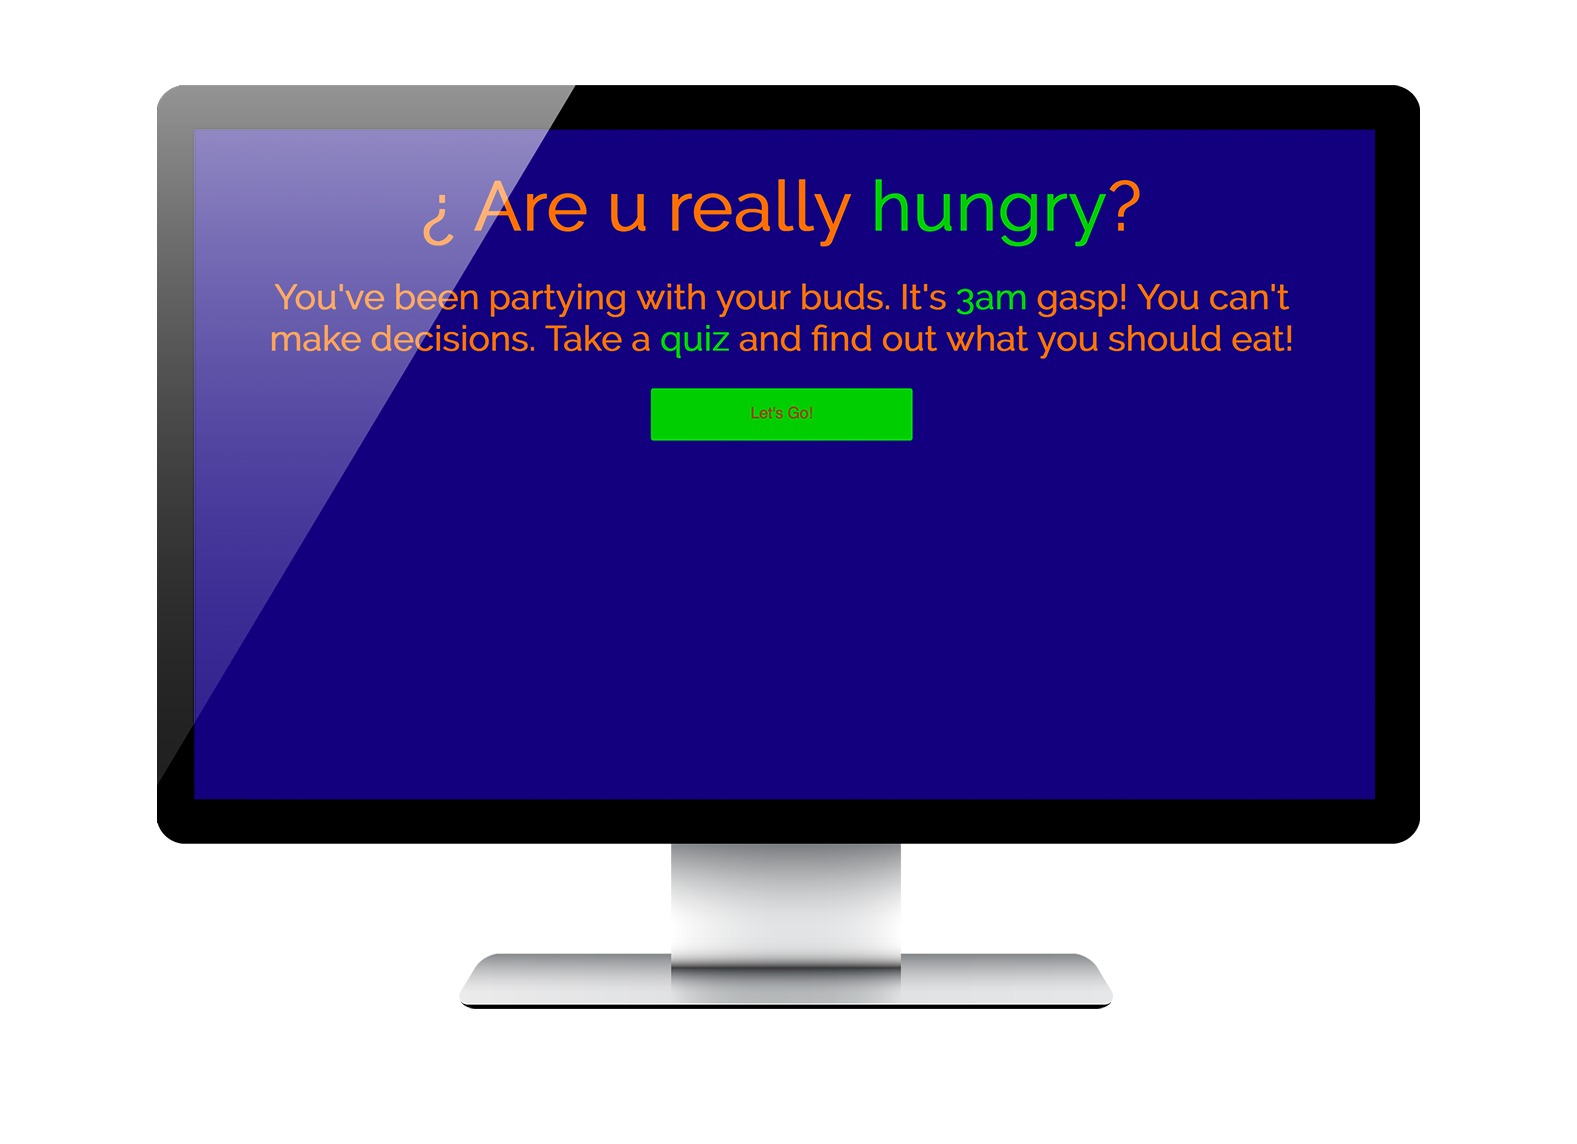 ¿ Are u really hungry?
You've been partying with your buds. It's 3am gasp! You can't
make decisions. Take a quiz and find out what you should eat!
Let's Go!